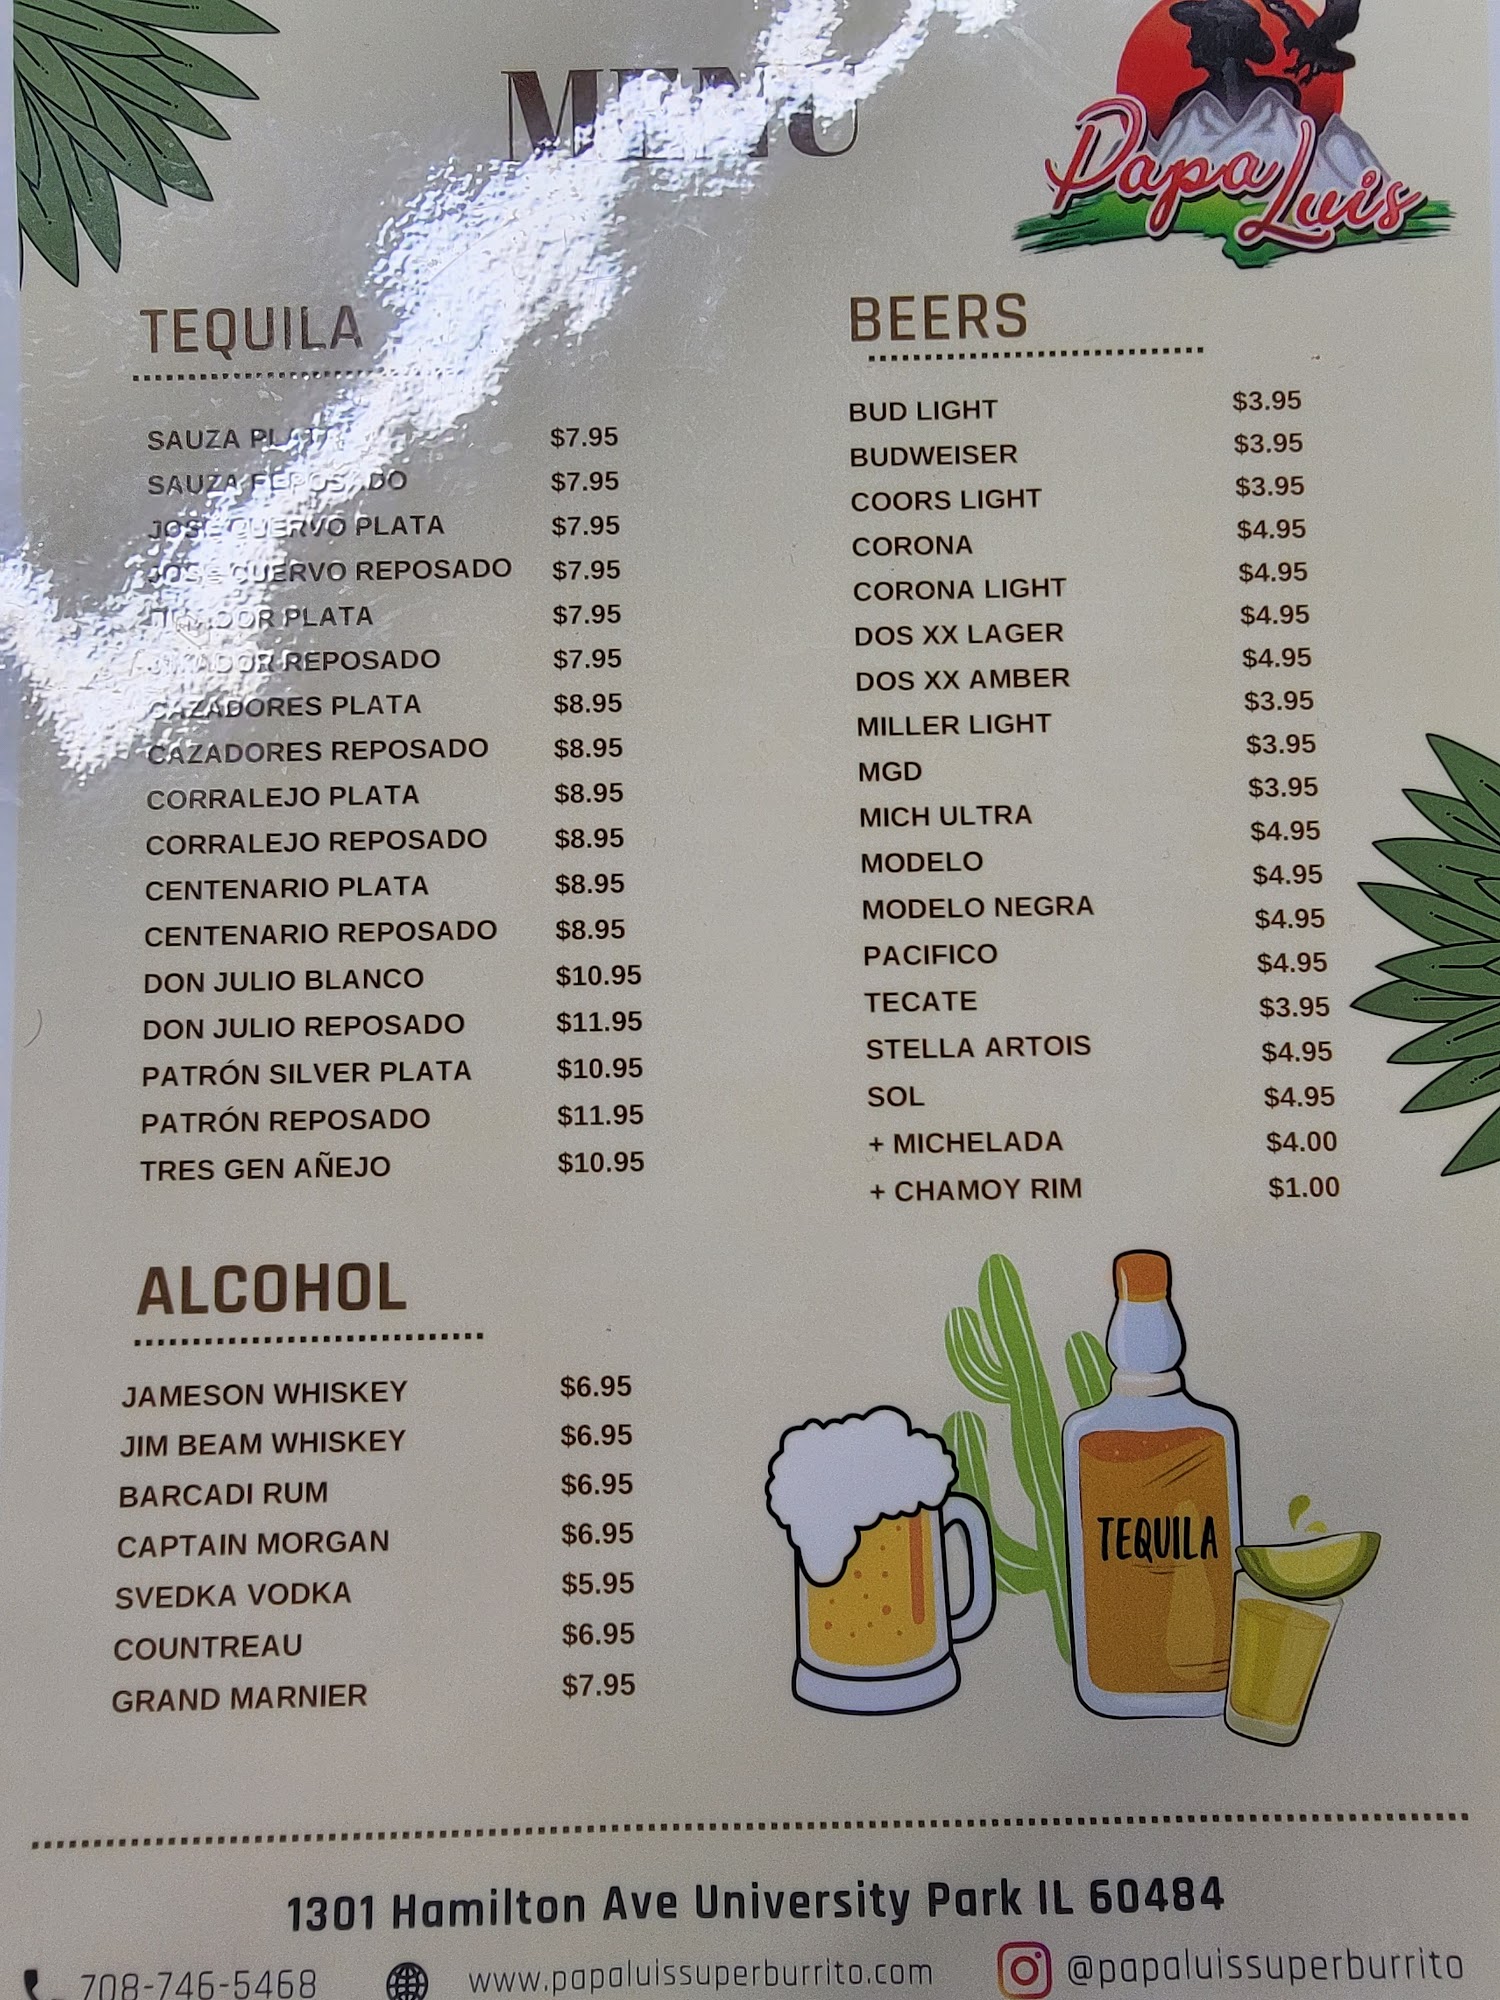 MENU
Papa Luis
TEQUILA
SAUZA PLATA $7.95
SAUZA REPOSADO $7.95
JOSE CUERVO PLATA $7.95
JOSE CUERVO REPOSADO $7.95
JIMADOR PLATA $7.95
JIMADOR REPOSADO $7.95
CAZADORES PLATA $8.95
CAZADORES REPOSADO $8.95
CORRALEJO PLATA $8.95
CORRALEJO REPOSADO $8.95
CENTENARIO PLATA $8.95
CENTENARIO REPOSADO $8.95
DON JULIO BLANCO $10.95
DON JULIO REPOSADO $11.95
PATRÓN SILVER PLATA $10.95
PATRÓN REPOSADO $11.95
TRES GEN AÑEJO $10.95
ALCOHOL
JAMESON WHISKEY $6.95
JIM BEAM WHISKEY $6.95
BARCADI RUM $6.95
CAPTAIN MORGAN $6.95
SVEDKA VODKA $5.95
COUNTREAU $6.95
GRAND MARNIER $7.95
BEERS
BUD LIGHT $3.95
BUDWEISER $3.95
COORS LIGHT $3.95
CORONA $4.95
CORONA LIGHT $4.95
DOS XX LAGER $4.95
DOS XX AMBER $4.95
MILLER LIGHT $3.95
MGD $3.95
MICH ULTRA $3.95
MODELO $4.95
MODELO NEGRA $4.95
PACIFICO $4.95
TECATE $4.95
STELLA ARTOIS $3.95
SOL $4.95
+ MICHELADA $4.95
+ CHAMOY RIM $4.00
$1.00
TEQUILA
1301 Hamilton Ave University Park IL 60484
708-746-5468 www.papaluissuperburrito.com @papaluissuperburrito